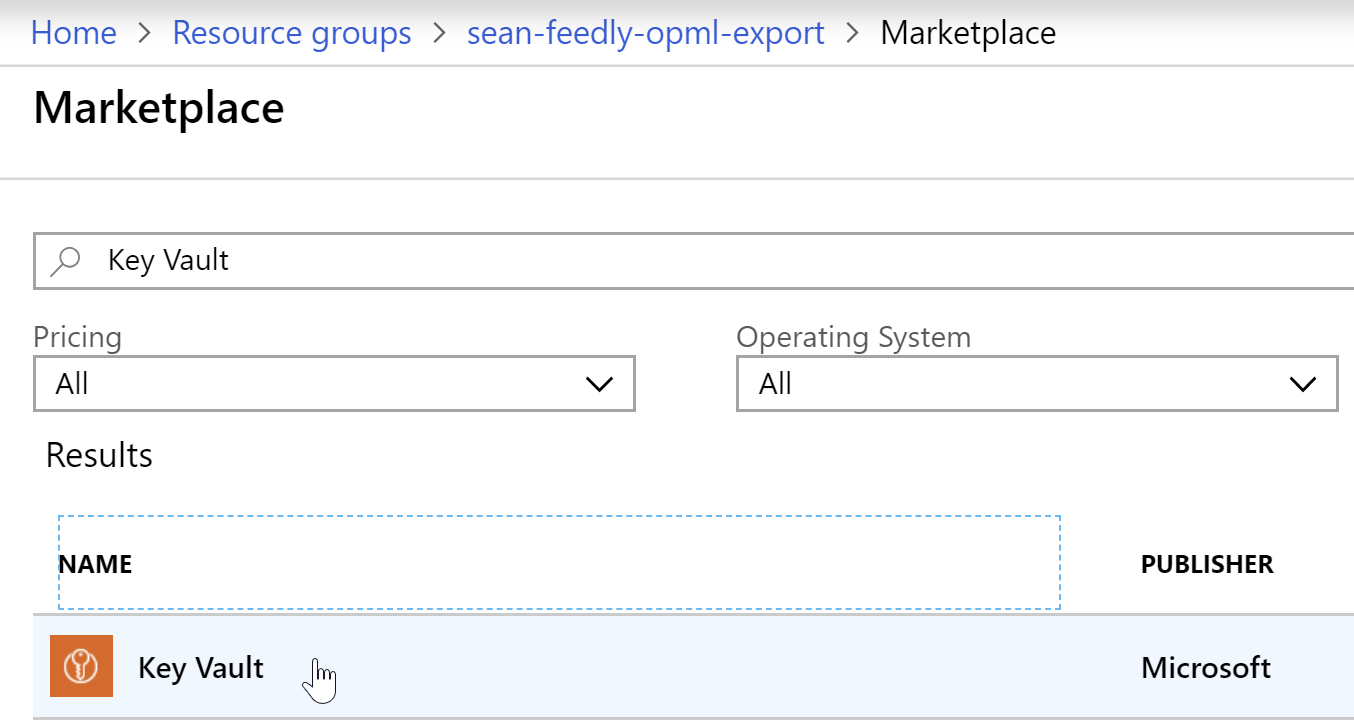 Home > Resource groups > sean-feedly-opml-export > Marketplace
Marketplace
Key Vault
Pricing Operating System
All All
Results
NAME PUBLISHER
Key Vault Microsoft